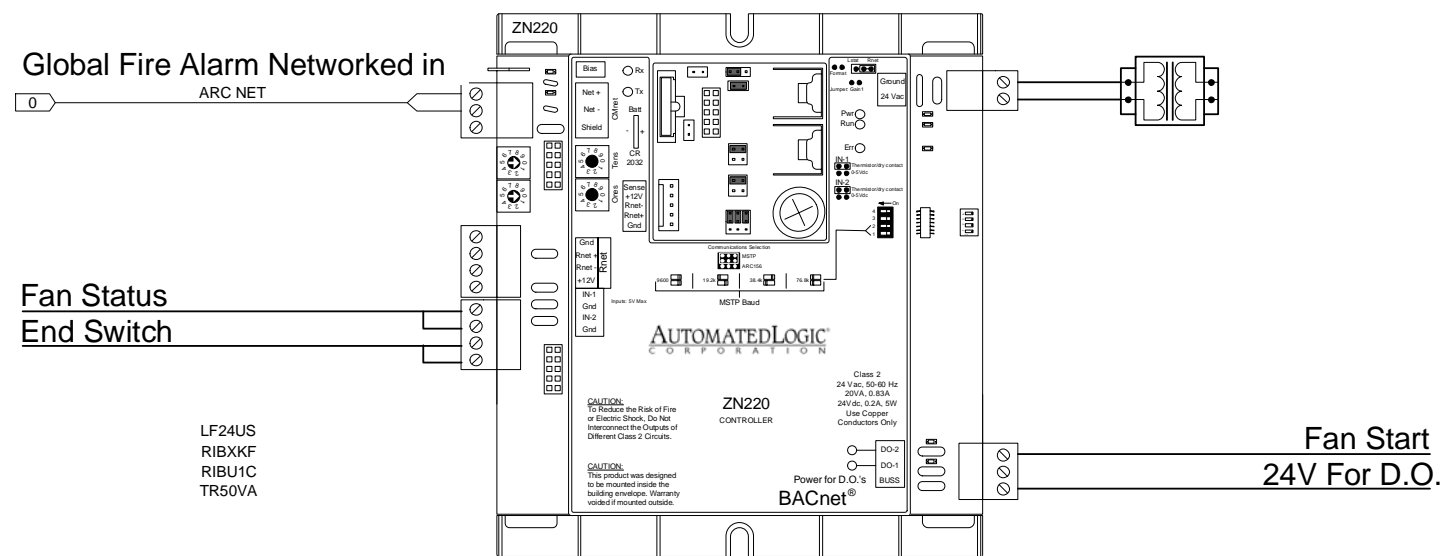 ZN220
Global Fire Alarm Networked in
ARC NET
0
Bias
Rx
Net +
Net -
Shield
Tx
CMnet
Batt
- +
CR
2032
Tens
Ones
Sense
+12V
Rnet-
Rnet+
Gnd
Lstat Rnet
Format
Jumper Gain1
Ground
24 Vac
Pwr
Run
Err
IN-1
Thermistor/dry contact
0-5Vdc
IN-2
Thermistor/dry contact
0-5Vdc
On
4
3
2
1
Communications Selection
MSTP
ARC156
9600
19.2k
38.4k
76.8k
MSTP Baud
Gnd
Rnet +
Rnet -
+12V
Rnet
IN-1
Gnd
IN-2
Gnd
Inputs: 5V Max
Fan Status
End Switch
AUTOMATEDLOGIC®
CORPORATION
LF24US
RIBXKF
RIBU1C
TR50VA
CAUTION:
To Reduce the Risk of Fire
or Electric Shock, Do Not
Interconnect the Outputs of
Different Class 2 Circuits.
CAUTION:
This product was designed
to be mounted inside the
building envelope. Warranty
voided if mounted outside.
ZN220
CONTROLLER
Class 2
24 Vac, 50-60 Hz
20VA, 0.83A
24Vdc, 0.2A, 5W
Use Copper
Conductors Only
DO-2
DO-1
BUSS
Power for D.O.'s
BACnet®
Fan Start
24V For D.O.